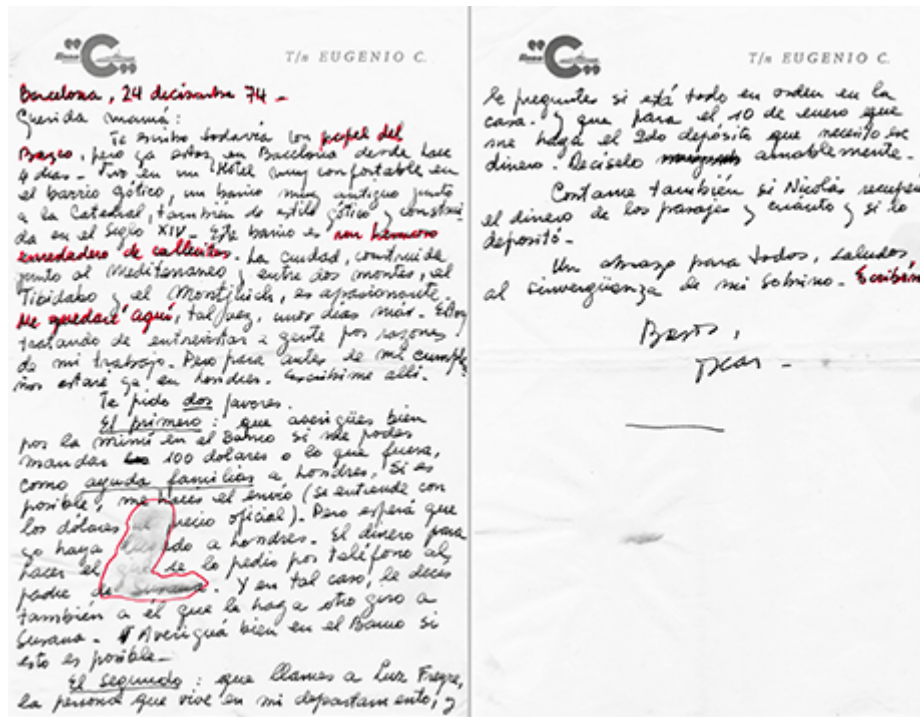 "C"
T/n EUGENIO C.
Barcelona, 24 diciembre 74 -
Querida mamá:
Te escribo todavía con papel del
Barco, pero ya estoy en Barcelona desde hace
4 días - Vivo en un Hotel muy confortable en
el barrio gótico, un barrio muy antiguo junto
a la Catedral, también de estilo gótico y construi
da en el Siglo XIV - Este barrio es un hermoso
enredadero de callecitas. La ciudad, construida
junto al Mediterraneo y entre dos montes, el
Tibidabo y el Montjuich, es apasionante.
Me quedaré aquí, tal vez, unos días más - Estoy
tratando de entrevistar a gente por razones
de mi trabajo. Pero para antes de mi cumplea
ños estaré ya en Londres. Escribime allí.
Te pido dos favores.
El primero: que averigües bien
por la mimí en el Banco si me podés
mandar 100 dolares o lo que fuera,
como ayuda familiar a Londres. Si es
posible, me haces el envío (se entiende con
los dólares al precio oficial). Pero esperá que
yo haya llegado a Londres. El dinero para
hacer el se lo pedís por teléfono al
padre de Susana. Y en tal caso, le decís
también a él que le haga otro giro a
Susana - Averiguá bien en el Banco si
esto es posible -
El segundo: que llames a Luz Freyre,
la persona que vive en mi departamento, y
"C"
T/n EUGENIO C.
le preguntes si está todo en orden en la
casa. Y que para el 10 de enero que
me haga el 2do depósito que necesito ese
dinero. Decíselo amablemente.
Contame también si Nicolás recuperó
el dinero de los pasajes y cuánto y si lo
depositó -
Un abrazo para todos, saludos,
al sinvergüenza de mi sobrino - Escriban
Besos,